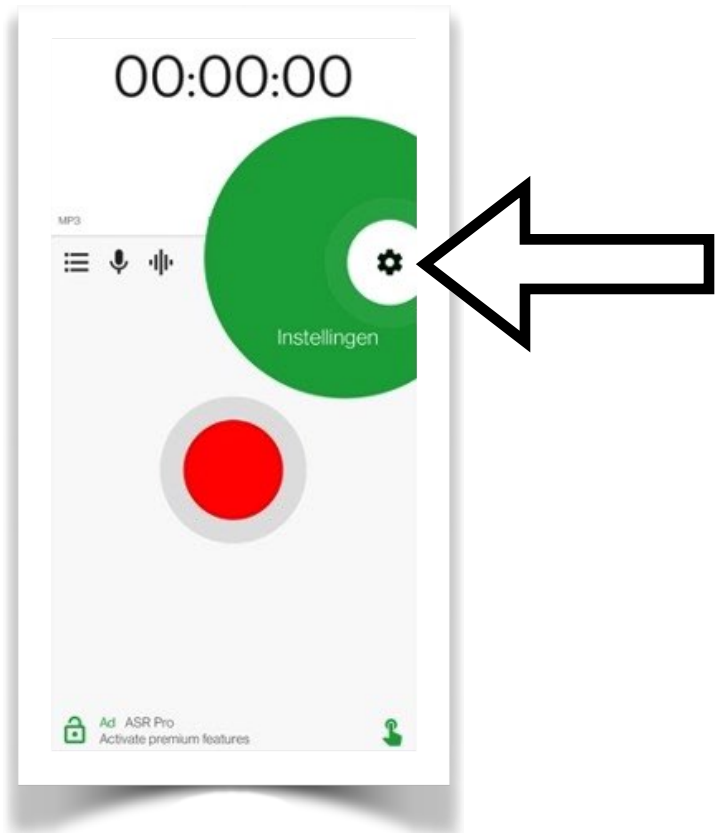 00:00:00
MP3
Instellingen
Ad ASR Pro
Activate premium features